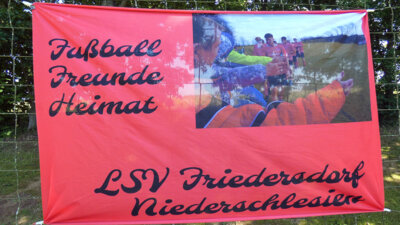 Fußball
Freunde
Heimat
LSV Friedersdorf
Niederschlesien